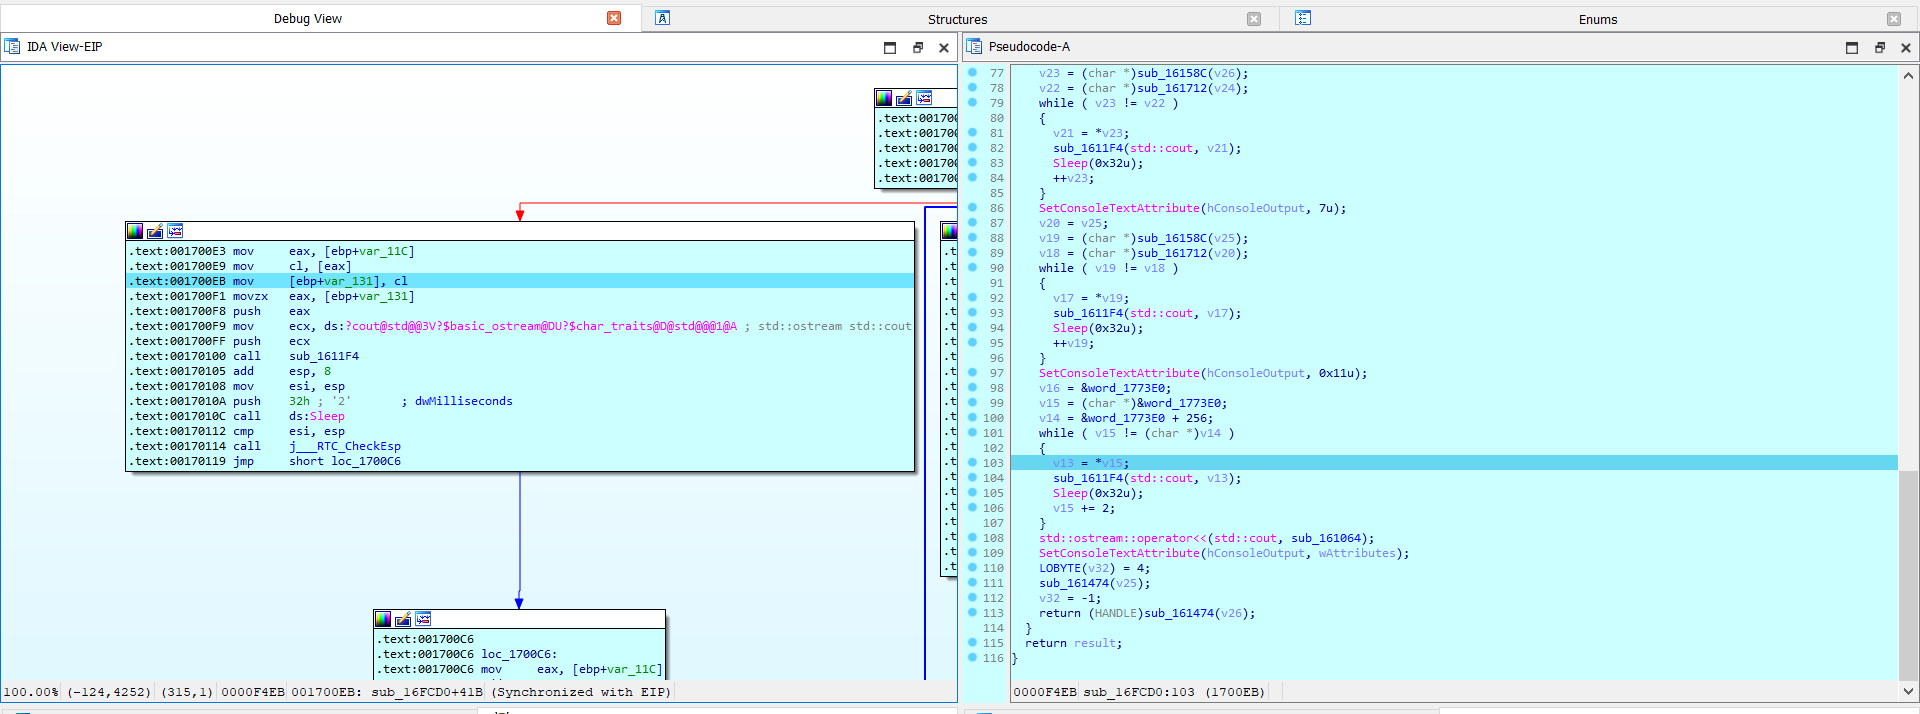 Debug View
Structures
Enums
IDA View-EIP
.text:00170
.text:00170
.text:00170
.text:00170
.text:00170
.text:001700E3 mov     eax, [ebp+var_11C]
.text:001700E9 mov     cl, [eax]
.text:001700EB mov     [ebp+var_131], cl
.text:001700F1 movzx   eax, [ebp+var_131]
.text:001700F8 push    eax
.text:001700F9 mov     ecx, ds:?cout@std@@3V?$basic_ostream@DU?$char_traits@D@std@@@1@A ; std::ostream std::cout
.text:001700FF push    ecx
.text:00170100 call    sub_1611F4
.text:00170105 add     esp, 8
.text:00170108 mov     esi, esp
.text:0017010A push    32h ; '2'       ; dwMilliseconds
.text:0017010C call    ds:Sleep
.text:00170112 cmp     esi, esp
.text:00170114 call    j___RTC_CheckEsp
.text:00170119 jmp     short loc_1700C6
.text:001700C6
.text:001700C6 loc_1700C6:
.text:001700C6 mov     eax, [ebp+var_11C]
100.00% (-124,4252) (315,1) 0000F4EB 001700EB: sub_16FCD0+41B (Synchronized with EIP)
Pseudocode-A
77 v23 = (char *)sub_16158C(v26);
78 v22 = (char *)sub_161712(v24);
79 while ( v23 != v22 )
80 {
81 v21 = *v23;
82 sub_1611F4(std::cout, v21);
83 Sleep(0x32u);
84 ++v23;
85 }
86 SetConsoleTextAttribute(hConsoleOutput, 7u);
87 v20 = v25;
88 v19 = (char *)sub_16158C(v25);
89 v18 = (char *)sub_161712(v20);
90 while ( v19 != v18 )
91 {
92 v17 = *v19;
93 sub_1611F4(std::cout, v17);
94 Sleep(0x32u);
95 ++v19;
96 }
97 SetConsoleTextAttribute(hConsoleOutput, 0x11u);
98 v16 = &word_1773E0;
99 v15 = (char *)&word_1773E0;
100 v14 = &word_1773E0 + 256;
101 while ( v15 != (char *)v14 )
102 {
103 v13 = *v15;
104 sub_1611F4(std::cout, v13);
105 Sleep(0x32u);
106 v15 += 2;
107 }
108 std::ostream::operator<<(std::cout, sub_161064);
109 SetConsoleTextAttribute(hConsoleOutput, wAttributes);
110 LOBYTE(v32) = 4;
111 sub_161474(v25);
112 v32 = -1;
113 return (HANDLE)sub_161474(v26);
114 }
115 return result;
116 }
0000F4EB sub_16FCD0:103 (1700EB)